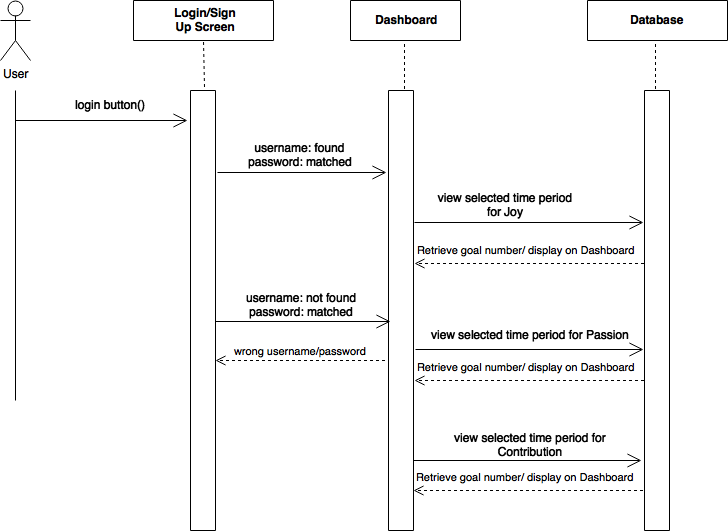 Login/Sign
Up Screen
Dashboard
Database
User
login button()
username: found
password: matched
view selected time period
for Joy
Retrieve goal number/ display on Dashboard
username: not found
password: matched
view selected time period for Passion
wrong username/password
Retrieve goal number/ display on Dashboard
view selected time period for
Contribution
Retrieve goal number/ display on Dashboard